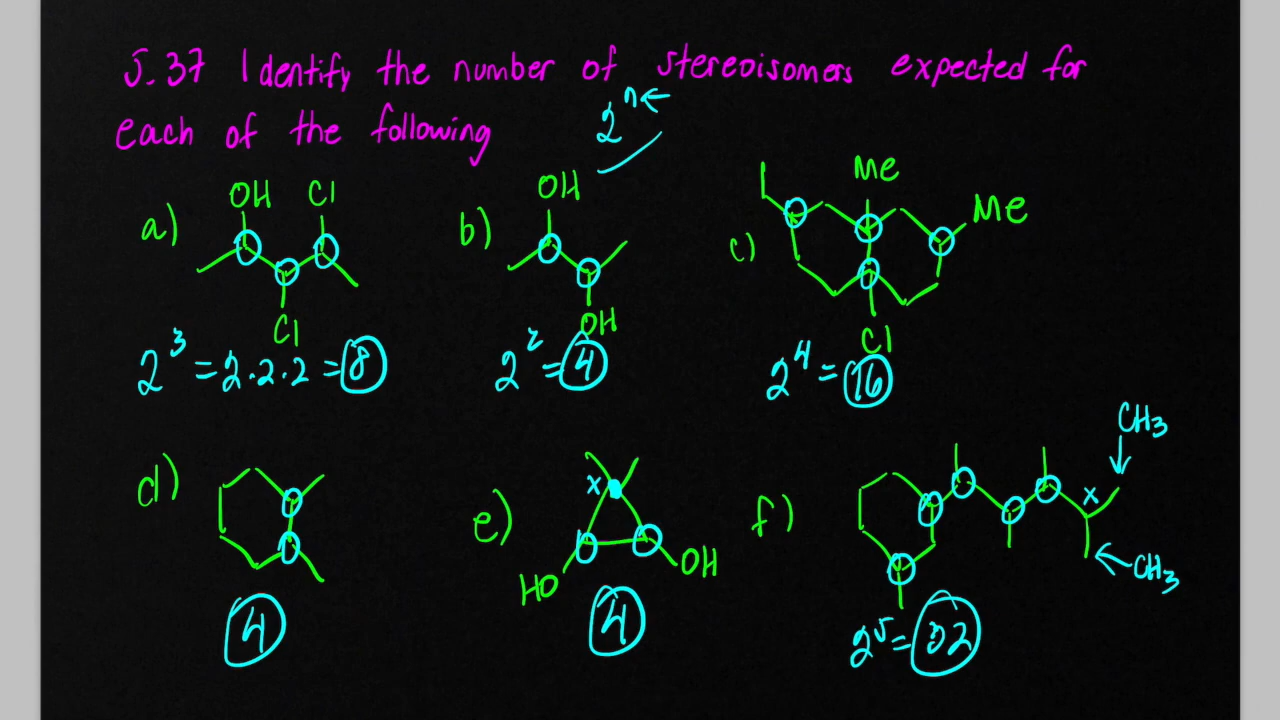 5.37 Identify the number of stereoisomers expected for
each of the following
2ⁿ←
a) OH Cl Cl
2³ = 2.2.2 = 8
b) OH OH
2² = 4
c) Me Me Cl
2⁴ = 16
d)
4
e) x HO OH
4
f) x CH₃ CH₃
2⁵ = 32